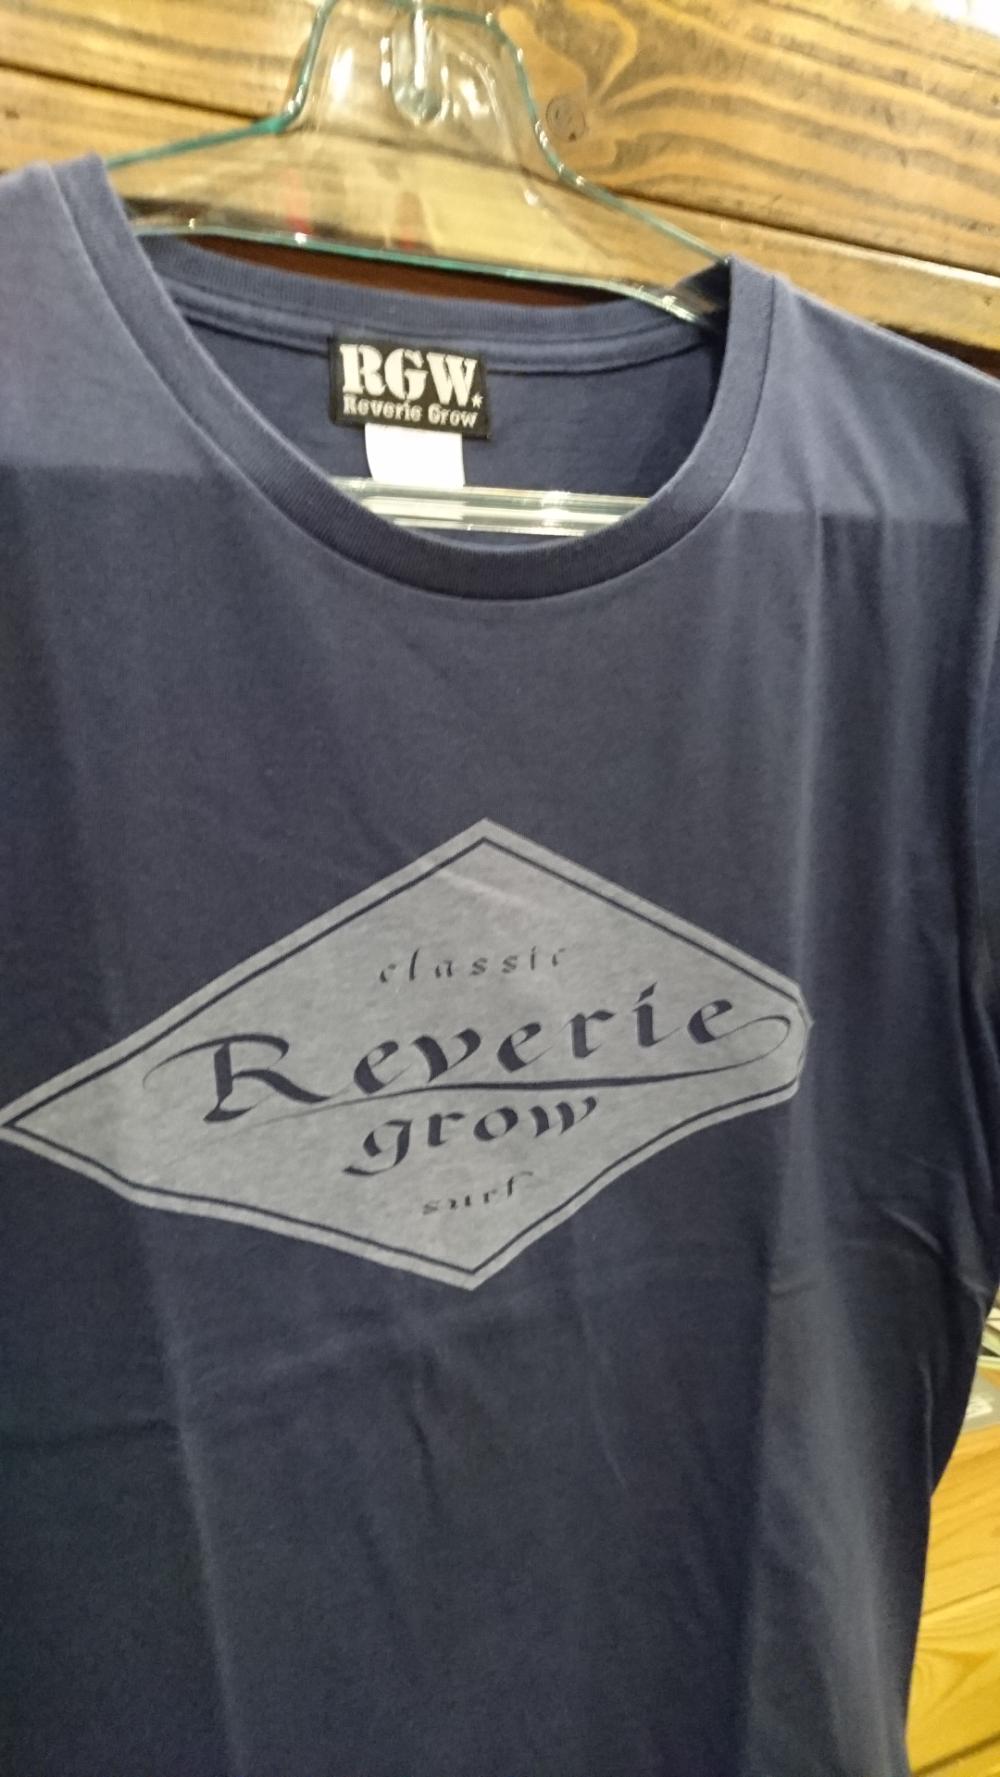 RGW.
Reverie Grow
classic
Reverie
grow
surf